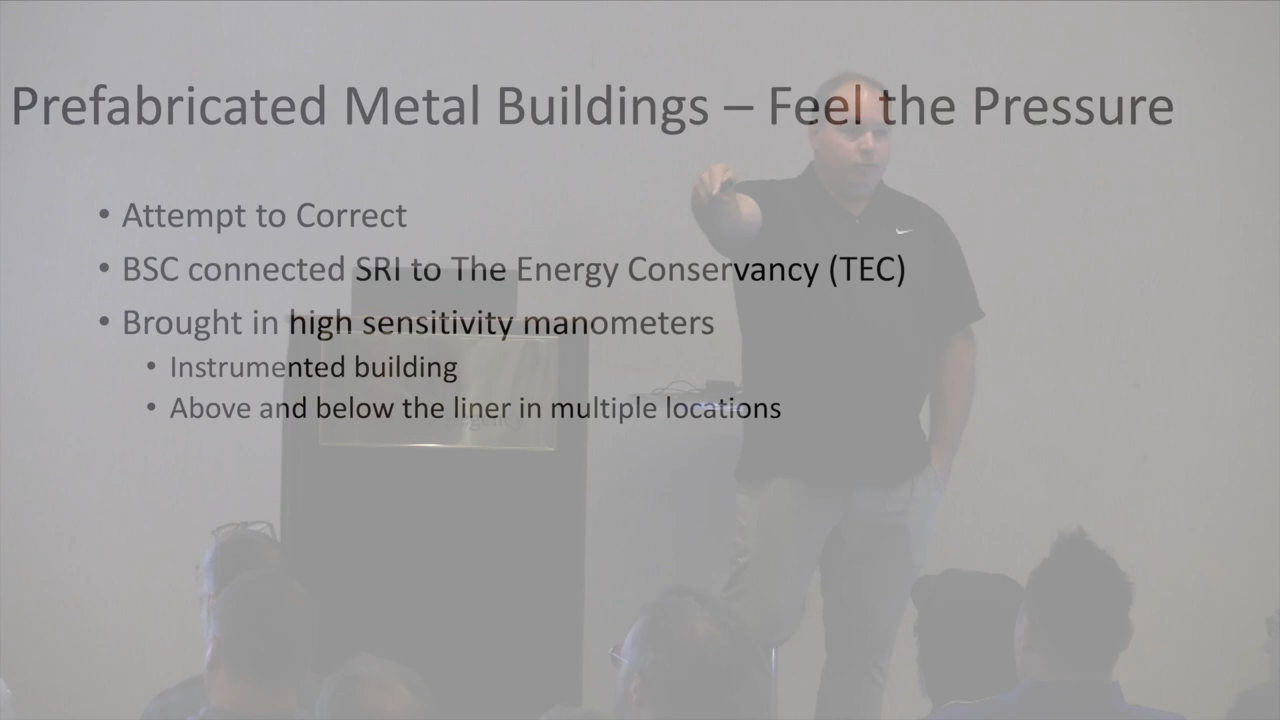 Prefabricated Metal Buildings – Feel the Pressure
• Attempt to Correct
• BSC connected SRI to The Energy Conservancy (TEC)
• Brought in high sensitivity manometers
• Instrumented building
• Above and below the liner in multiple locations